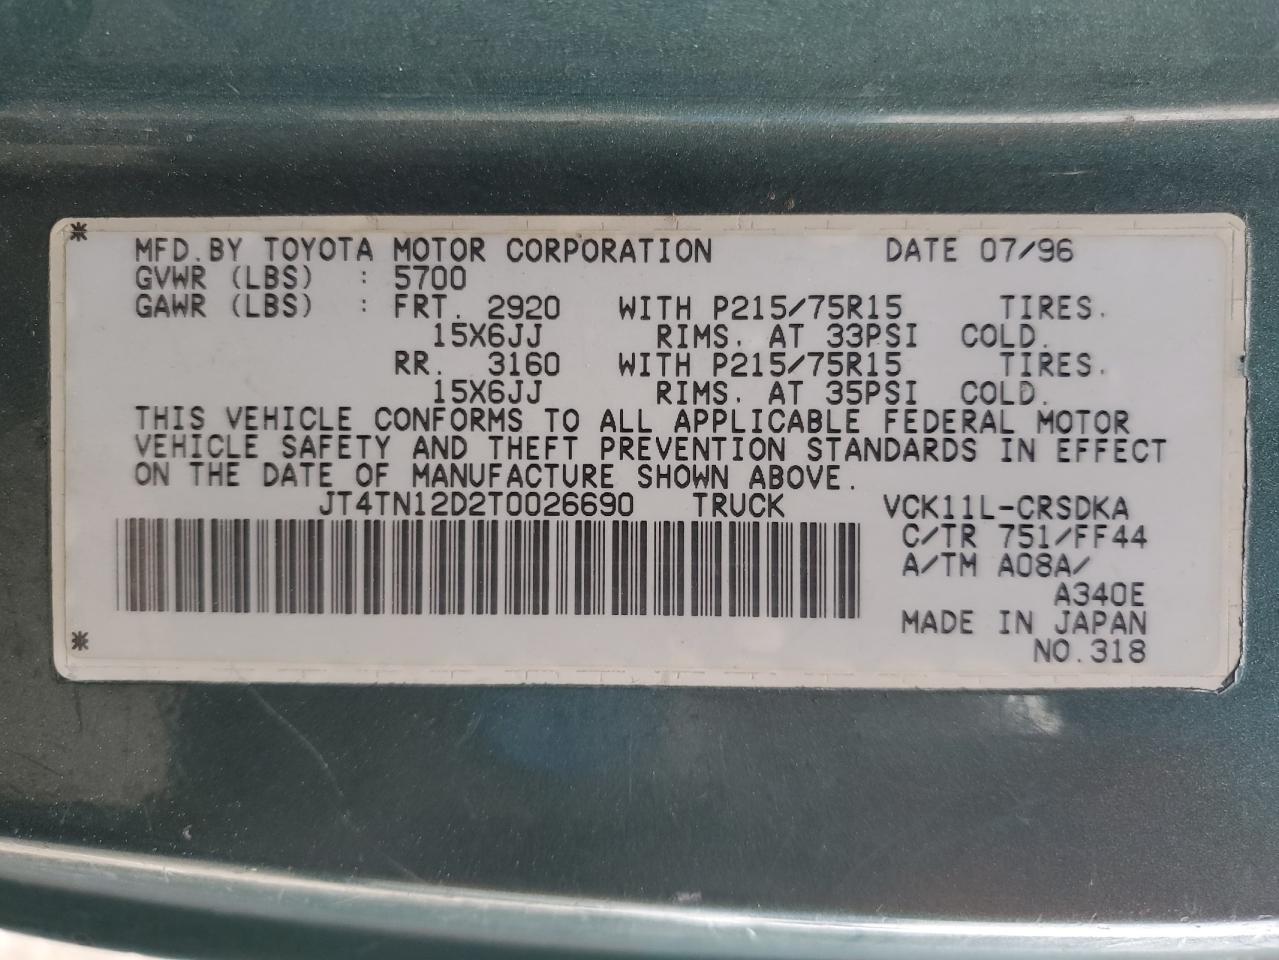 MFD.BY TOYOTA MOTOR CORPORATION DATE 07/96
GVWR (LBS) : 5700
GAWR (LBS) : FRT. 2920 WITH P215/75R15 TIRES.
15X6JJ RIMS. AT 33PSI COLD.
RR. 3160 WITH P215/75R15 TIRES.
15X6JJ RIMS. AT 35PSI COLD.
THIS VEHICLE CONFORMS TO ALL APPLICABLE FEDERAL MOTOR
VEHICLE SAFETY AND THEFT PREVENTION STANDARDS IN EFFECT
ON THE DATE OF MANUFACTURE SHOWN ABOVE.
JT4TN12D2T0026690 TRUCK VCK11L-CRSDKA
C/TR 751/FF44
A/TM A08A/
A340E
MADE IN JAPAN
NO.318